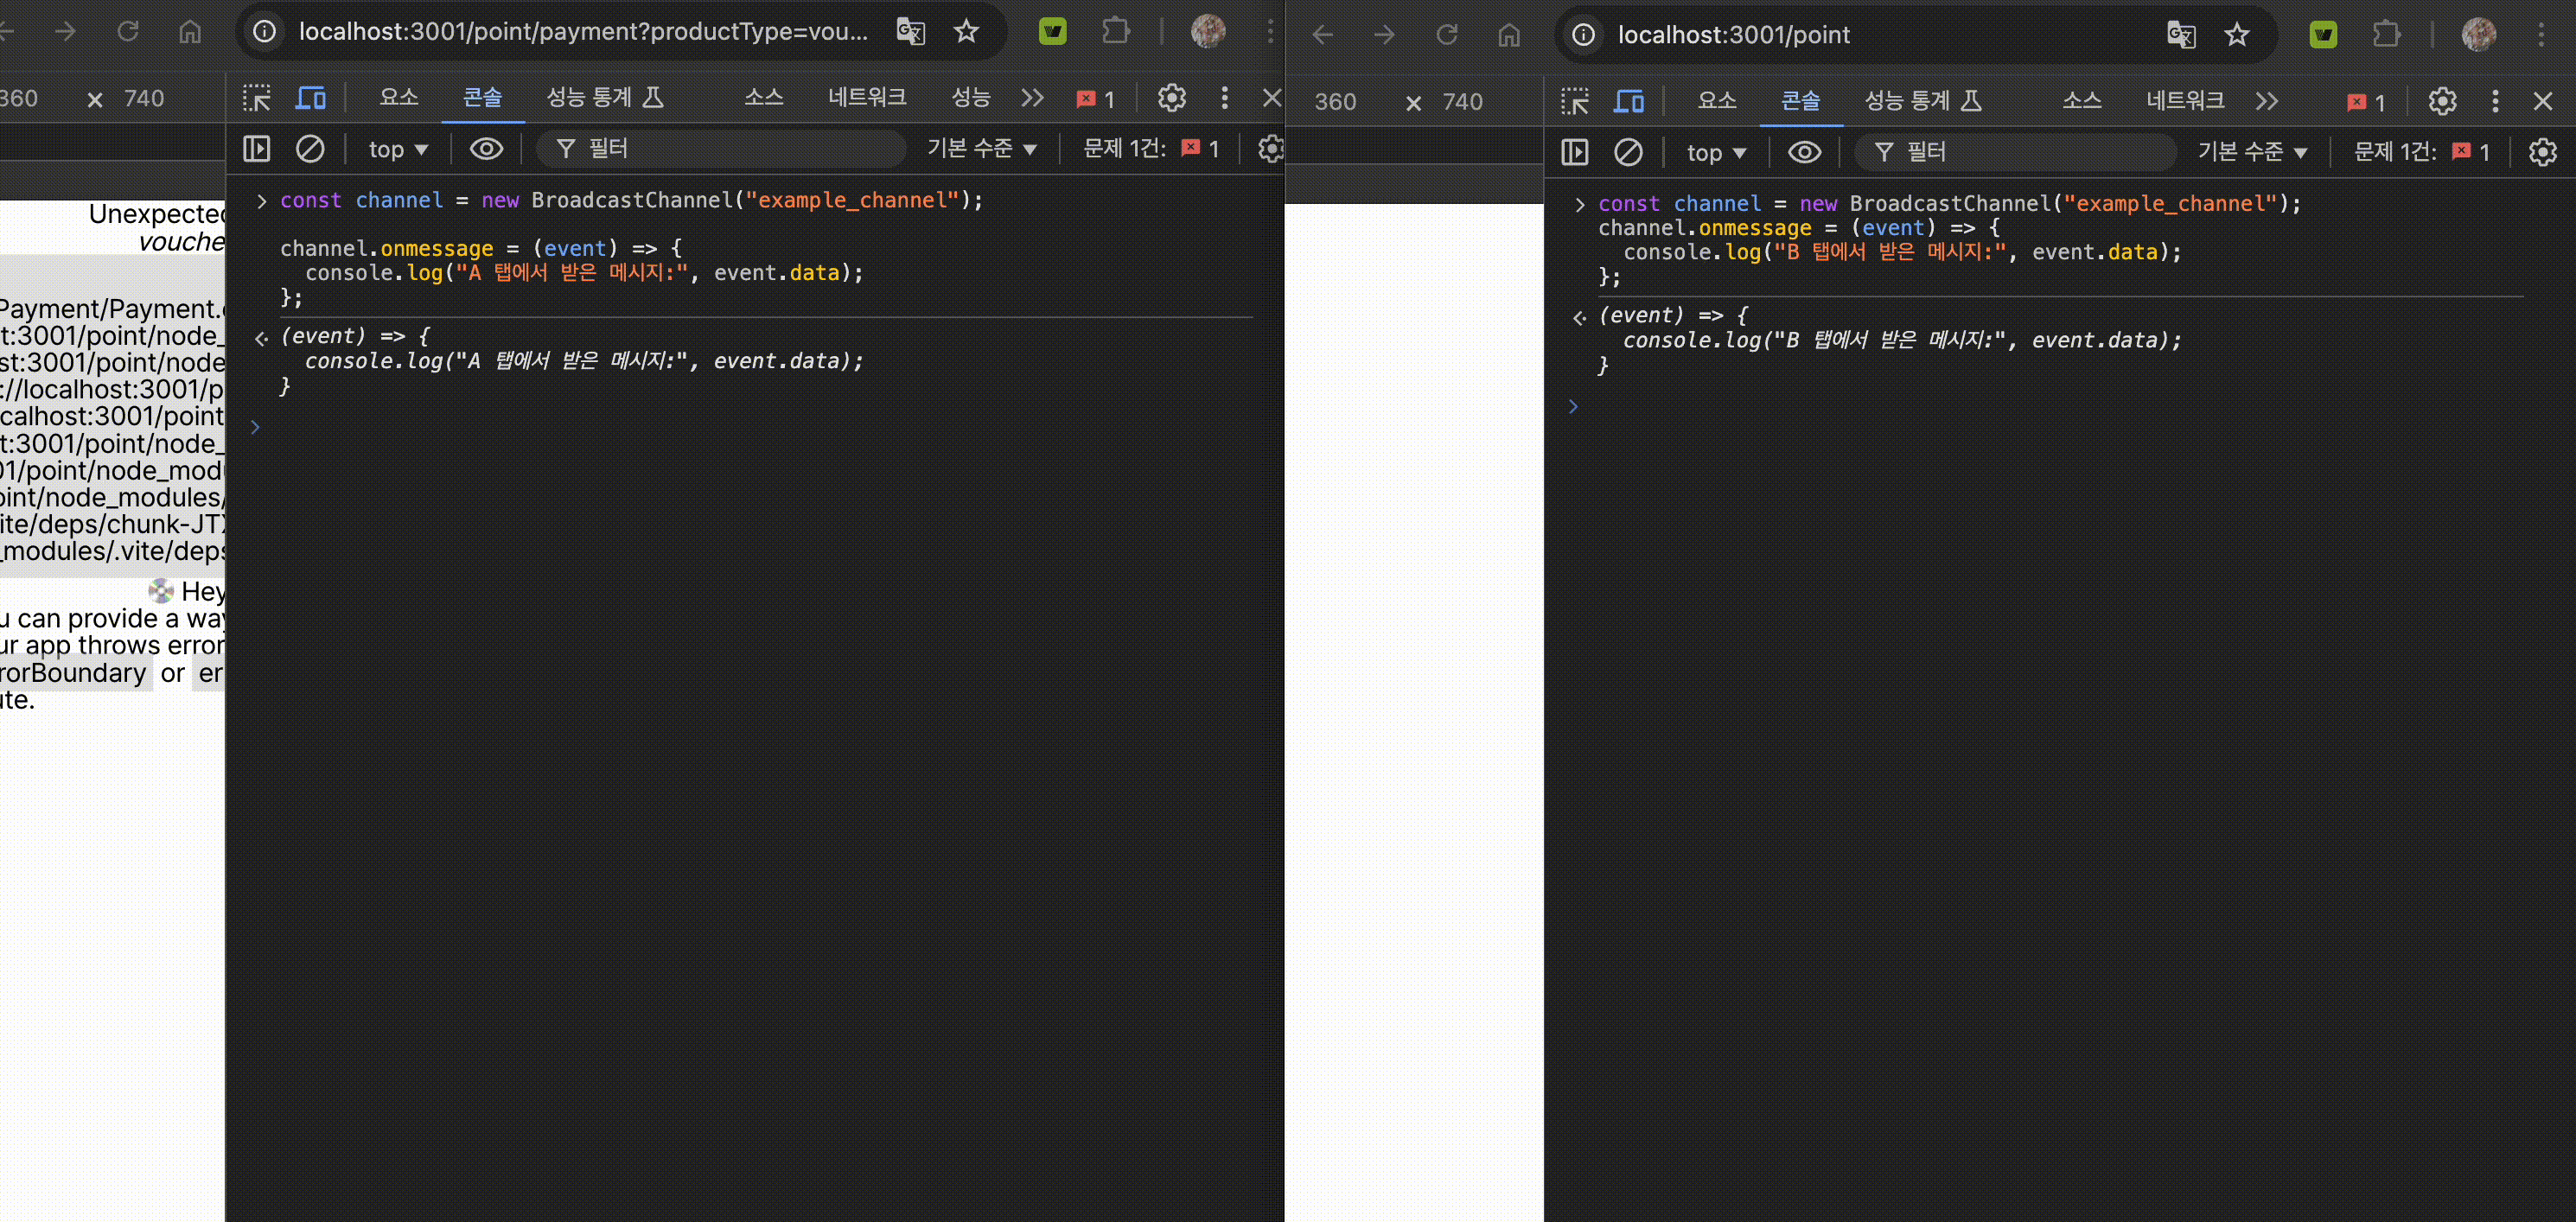 localhost:3001/point/payment?productType=vou...
360 × 740
요소 콘솔 성능 통계 소스 네트워크 성능 1
top 필터 기본 수준 문제 1건: 1
Unexpected
vouche
Payment/Payment.
t:3001/point/node_
st:3001/point/node
://localhost:3001/p
calhost:3001/point
t:3001/point/node_
01/point/node_mod
oint/node_modules/
ite/deps/chunk-JTX
_modules/.vite/deps
💿 Hey
u can provide a way
ur app throws error
rorBoundary or er
ute.
> const channel = new BroadcastChannel("example_channel");
channel.onmessage = (event) => {
console.log("A 탭에서 받은 메시지:", event.data);
};
(event) => {
console.log("A 탭에서 받은 메시지:", event.data);
}
>
localhost:3001/point
360 × 740
요소 콘솔 성능 통계 소스 네트워크 1
top 필터 기본 수준 문제 1건: 1
> const channel = new BroadcastChannel("example_channel");
channel.onmessage = (event) => {
console.log("B 탭에서 받은 메시지:", event.data);
};
(event) => {
console.log("B 탭에서 받은 메시지:", event.data);
}
>